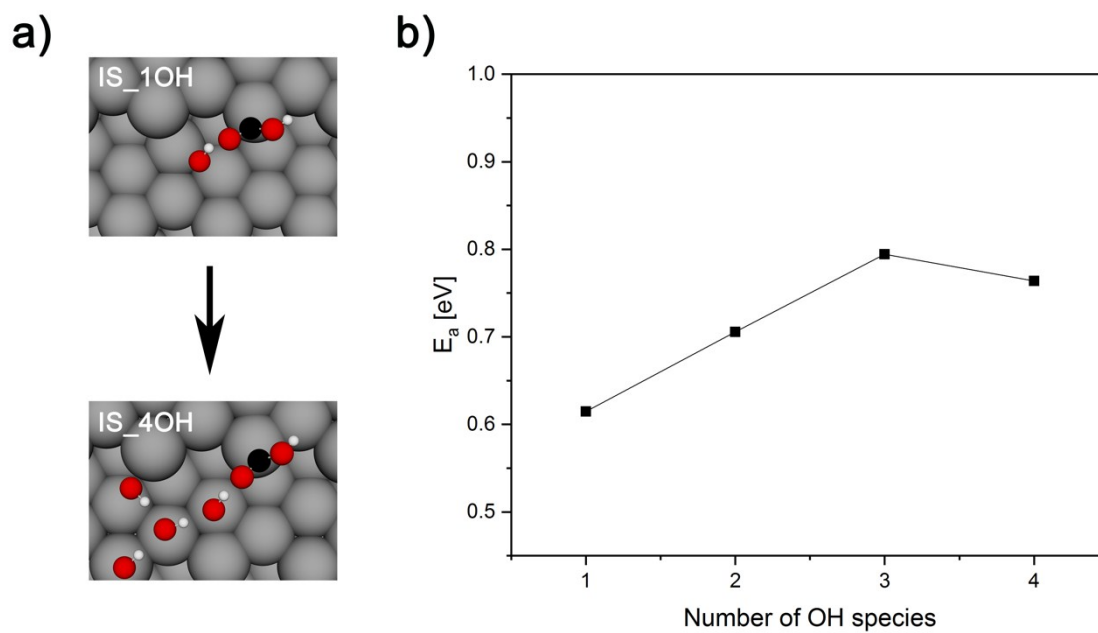 a)
IS_1OH
IS_4OH
b)
1.0
0.9
0.8
0.7
0.6
0.5
E_a [eV]
1 2 3 4
Number of OH species